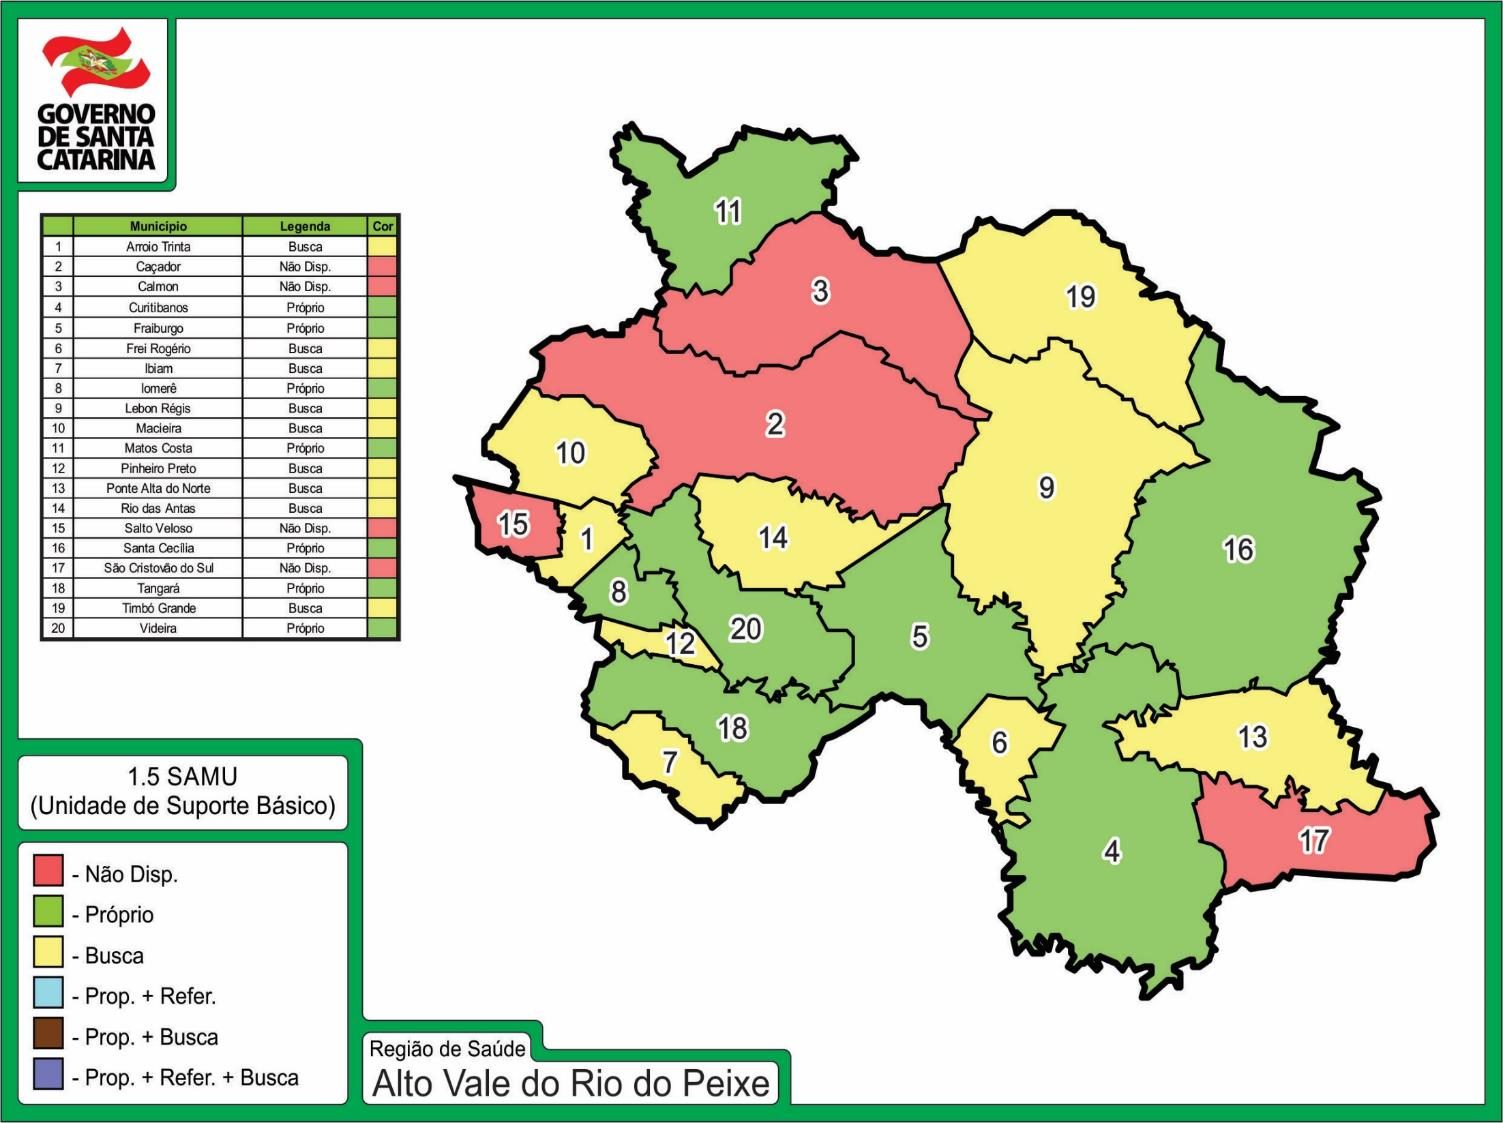 GOVERNO
DE SANTA
CATARINA
Município Legenda Cor
1 Arroio Trinta Busca
2 Caçador Não Disp.
3 Calmon Não Disp.
4 Curitibanos Próprio
5 Fraiburgo Próprio
6 Frei Rogério Busca
7 Ibiam Busca
8 Iomerê Próprio
9 Lebon Régis Busca
10 Macieira Busca
11 Matos Costa Próprio
12 Pinheiro Preto Busca
13 Ponte Alta do Norte Busca
14 Rio das Antas Busca
15 Salto Veloso Não Disp.
16 Santa Cecília Próprio
17 São Cristovão do Sul Não Disp.
18 Tangará Próprio
19 Timbó Grande Busca
20 Videira Próprio
11
3
19
2
10
9
15
1
14
16
8
20
12
5
18
6
13
7
4
17
1.5 SAMU
(Unidade de Suporte Básico)
- Não Disp.
- Próprio
- Busca
- Prop. + Refer.
- Prop. + Busca
- Prop. + Refer. + Busca
Região de Saúde
Alto Vale do Rio do Peixe